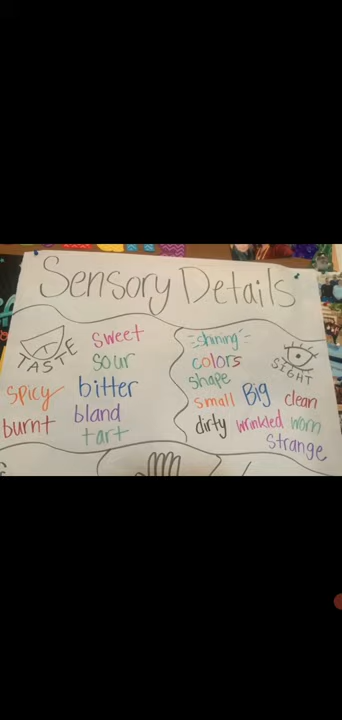 Sensory Details
TASTE
sweet
sour
spicy
bitter
burnt
bland
tart
shining
colors
SIGHT
shape
small Big clean
dirty wrinkled worn
strange